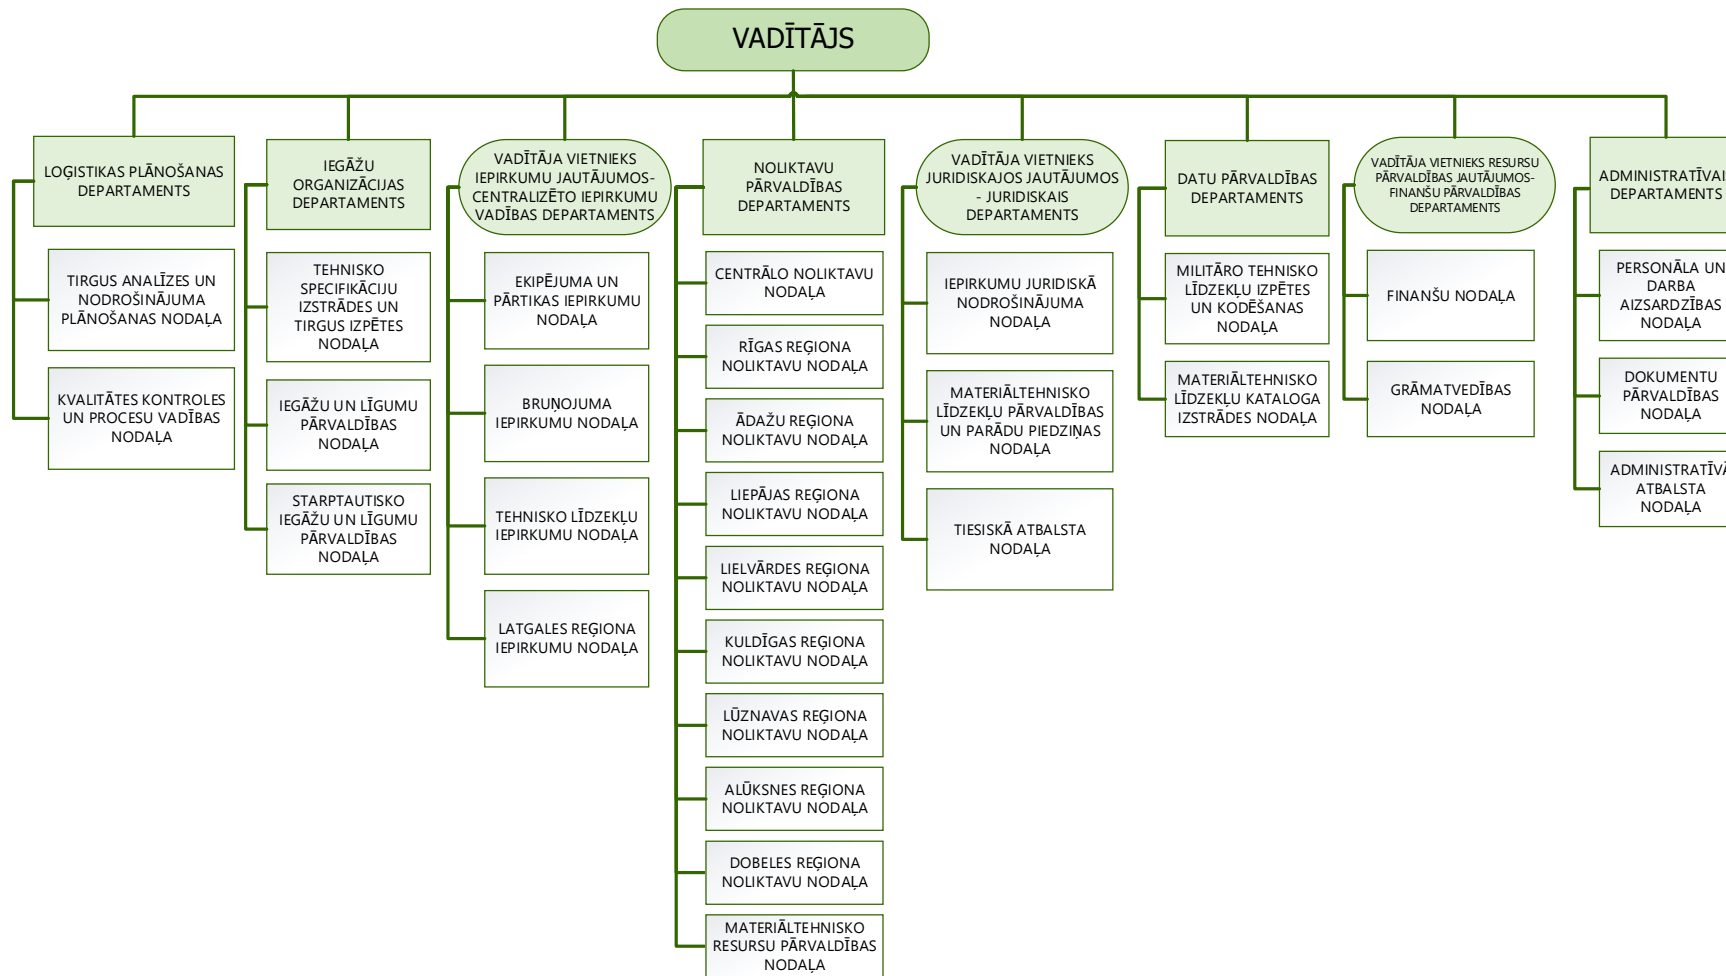 VADĪTĀJS
LOĢISTIKAS PLĀNOŠANAS
DEPARTAMENTS
TIRGUS ANALĪZES UN
NODROŠINĀJUMA
PLĀNOŠANAS NODAĻA
KVALITĀTES KONTROLES
UN PROCESU VADĪBAS
NODAĻA
IEGĀŽU
ORGANIZĀCIJAS
DEPARTAMENTS
TEHNISKO
SPECIFIKĀCIJU
IZSTRĀDES UN
TIRGUS IZPĒTES
NODAĻA
IEGĀŽU UN LĪGUMU
PĀRVALDĪBAS
NODAĻA
STARPTAUTISKO
IEGĀŽU UN LĪGUMU
PĀRVALDĪBAS
NODAĻA
VADĪTĀJA VIETNIEKS
IEPIRKUMU JAUTĀJUMOS-
CENTRALIZĒTO IEPIRKUMU
VADĪBAS DEPARTAMENTS
EKIPĒJUMA UN
PĀRTIKAS IEPIRKUMU
NODAĻA
BRUŅOJUMA
IEPIRKUMU NODAĻA
TEHNISKO LĪDZEKĻU
IEPIRKUMU NODAĻA
LATGALES REĢIONA
IEPIRKUMU NODAĻA
NOLIKTAVU
PĀRVALDĪBAS
DEPARTAMENTS
CENTRĀLO NOLIKTAVU
NODAĻA
RĪGAS REĢIONA
NOLIKTAVU NODAĻA
ĀDAŽU REĢIONA
NOLIKTAVU NODAĻA
LIEPĀJAS REĢIONA
NOLIKTAVU NODAĻA
LIELVĀRDES REĢIONA
NOLIKTAVU NODAĻA
KULDĪGAS REĢIONA
NOLIKTAVU NODAĻA
LŪZNAVAS REĢIONA
NOLIKTAVU NODAĻA
ALŪKSNES REĢIONA
NOLIKTAVU NODAĻA
DOBELES REĢIONA
NOLIKTAVU NODAĻA
MATERIĀLTEHNISKO
RESURSU PĀRVALDĪBAS
NODAĻA
VADĪTĀJA VIETNIEKS
JURIDISKAJOS JAUTĀJUMOS
- JURIDISKAIS
DEPARTAMENTS
IEPIRKUMU JURIDISKĀ
NODROŠINĀJUMA
NODAĻA
MATERIĀLTEHNISKO
LĪDZEKĻU PĀRVALDĪBAS
UN PARĀDU PIEDZIŅAS
NODAĻA
TIESISKĀ ATBALSTA
NODAĻA
DATU PĀRVALDĪBAS
DEPARTAMENTS
MILITĀRO TEHNISKO
LĪDZEKĻU IZPĒTES
UN KODĒŠANAS
NODAĻA
MATERIĀLTEHNISKO
LĪDZEKĻU KATALOGA
IZSTRĀDES NODAĻA
VADĪTĀJA VIETNIEKS RESURSU
PĀRVALDĪBAS JAUTĀJUMOS-
FINANŠU PĀRVALDĪBAS
DEPARTAMENTS
FINANŠU NODAĻA
GRĀMATVEDĪBAS
NODAĻA
ADMINISTRATĪVAIS
DEPARTAMENTS
PERSONĀLA UN
DARBA
AIZSARDZĪBAS
NODAĻA
DOKUMENTU
PĀRVALDĪBAS
NODAĻA
ADMINISTRATĪVĀ
ATBALSTA
NODAĻA